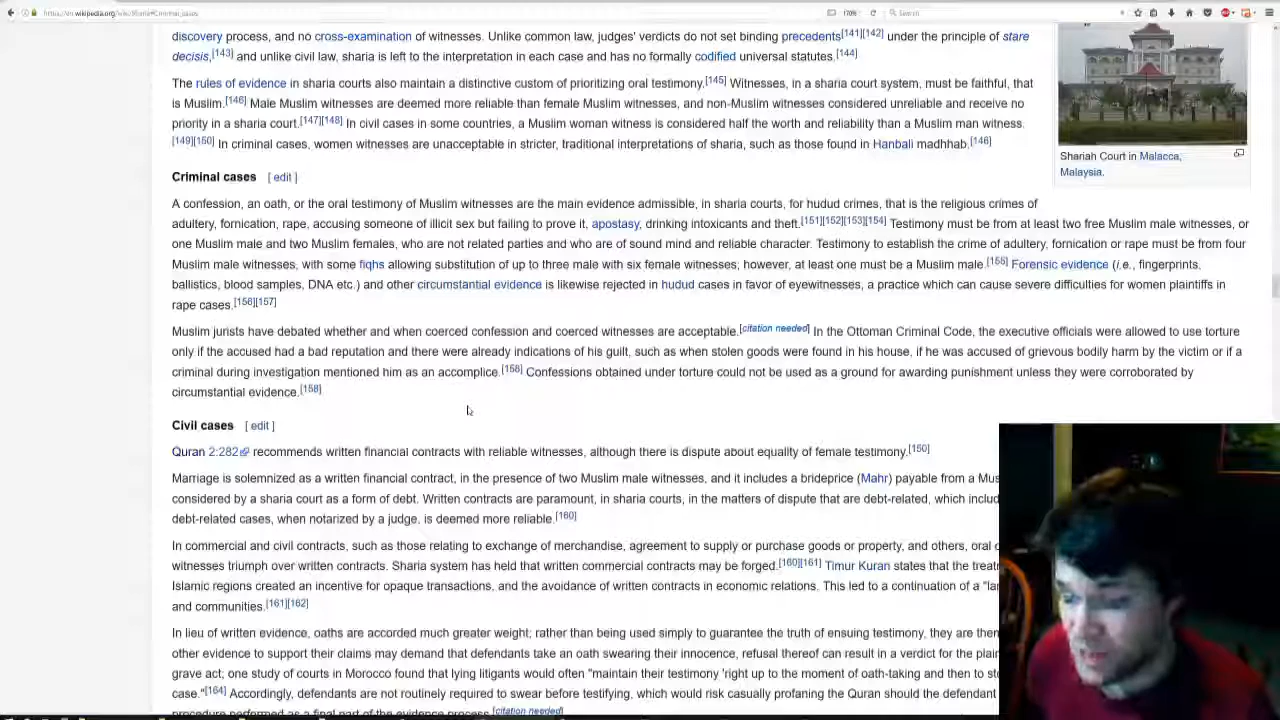 https://en.wikipedia.org/wiki/Sharia#Criminal_cases
170%
Search
discovery process, and no cross-examination of witnesses. Unlike common law, judges' verdicts do not set binding precedents[141][142] under the principle of stare
decisis,[143] and unlike civil law, sharia is left to the interpretation in each case and has no formally codified universal statutes.[144]
The rules of evidence in sharia courts also maintain a distinctive custom of prioritizing oral testimony.[145] Witnesses, in a sharia court system, must be faithful, that
is Muslim.[146] Male Muslim witnesses are deemed more reliable than female Muslim witnesses, and non-Muslim witnesses considered unreliable and receive no
priority in a sharia court.[147][148] In civil cases in some countries, a Muslim woman witness is considered half the worth and reliability than a Muslim man witness.
[149][150] In criminal cases, women witnesses are unacceptable in stricter, traditional interpretations of sharia, such as those found in Hanbali madhhab.[146]
Shariah Court in Malacca,
Malaysia.
Criminal cases [ edit ]
A confession, an oath, or the oral testimony of Muslim witnesses are the main evidence admissible, in sharia courts, for hudud crimes, that is the religious crimes of
adultery, fornication, rape, accusing someone of illicit sex but failing to prove it, apostasy, drinking intoxicants and theft.[151][152][153][154] Testimony must be from at least two free Muslim male witnesses, or
one Muslim male and two Muslim females, who are not related parties and who are of sound mind and reliable character. Testimony to establish the crime of adultery, fornication or rape must be from four
Muslim male witnesses, with some fiqhs allowing substitution of up to three male with six female witnesses; however, at least one must be a Muslim male.[155] Forensic evidence (i.e., fingerprints,
ballistics, blood samples, DNA etc.) and other circumstantial evidence is likewise rejected in hudud cases in favor of eyewitnesses, a practice which can cause severe difficulties for women plaintiffs in
rape cases.[156][157]
Muslim jurists have debated whether and when coerced confession and coerced witnesses are acceptable.[citation needed] In the Ottoman Criminal Code, the executive officials were allowed to use torture
only if the accused had a bad reputation and there were already indications of his guilt, such as when stolen goods were found in his house, if he was accused of grievous bodily harm by the victim or if a
criminal during investigation mentioned him as an accomplice.[158] Confessions obtained under torture could not be used as a ground for awarding punishment unless they were corroborated by
circumstantial evidence.[158]
Civil cases [ edit ]
Quran 2:282 recommends written financial contracts with reliable witnesses, although there is dispute about equality of female testimony.[150]
Marriage is solemnized as a written financial contract, in the presence of two Muslim male witnesses, and it includes a brideprice (Mahr) payable from a Mus
considered by a sharia court as a form of debt. Written contracts are paramount, in sharia courts, in the matters of dispute that are debt-related, which includ
debt-related cases, when notarized by a judge, is deemed more reliable.[160]
In commercial and civil contracts, such as those relating to exchange of merchandise, agreement to supply or purchase goods or property, and others, oral c
witnesses triumph over written contracts. Sharia system has held that written commercial contracts may be forged.[160][161] Timur Kuran states that the treatm
Islamic regions created an incentive for opaque transactions, and the avoidance of written contracts in economic relations. This led to a continuation of a "lar
and communities.[161][162]
In lieu of written evidence, oaths are accorded much greater weight; rather than being used simply to guarantee the truth of ensuing testimony, they are then
other evidence to support their claims may demand that defendants take an oath swearing their innocence, refusal thereof can result in a verdict for the plain
grave act; one study of courts in Morocco found that lying litigants would often "maintain their testimony 'right up to the moment of oath-taking and then to sto
case."[164] Accordingly, defendants are not routinely required to swear before testifying, which would risk casually profaning the Quran should the defendant
procedure performed as a final part of the evidence process.[citation needed]